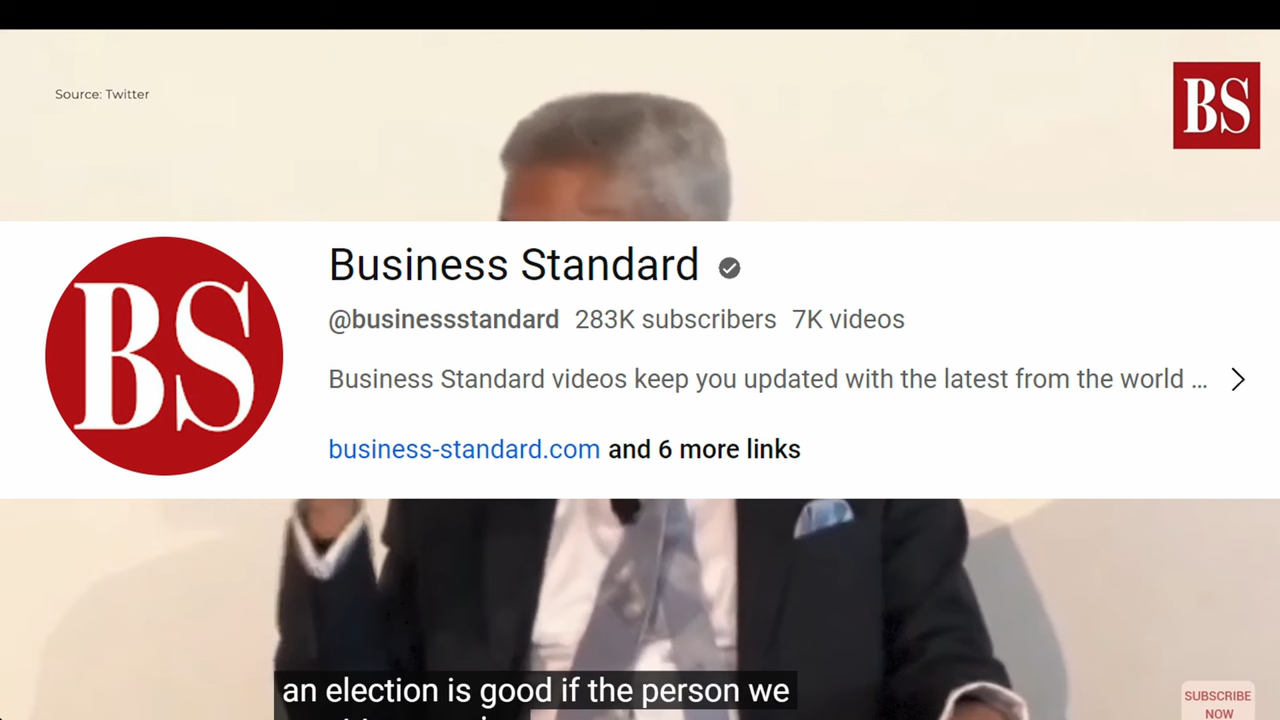 Source: Twitter
BS
BS
Business Standard
@businessstandard 283K subscribers 7K videos
Business Standard videos keep you updated with the latest from the world ...
business-standard.com and 6 more links
an election is good if the person we
SUBSCRIBE
NOW